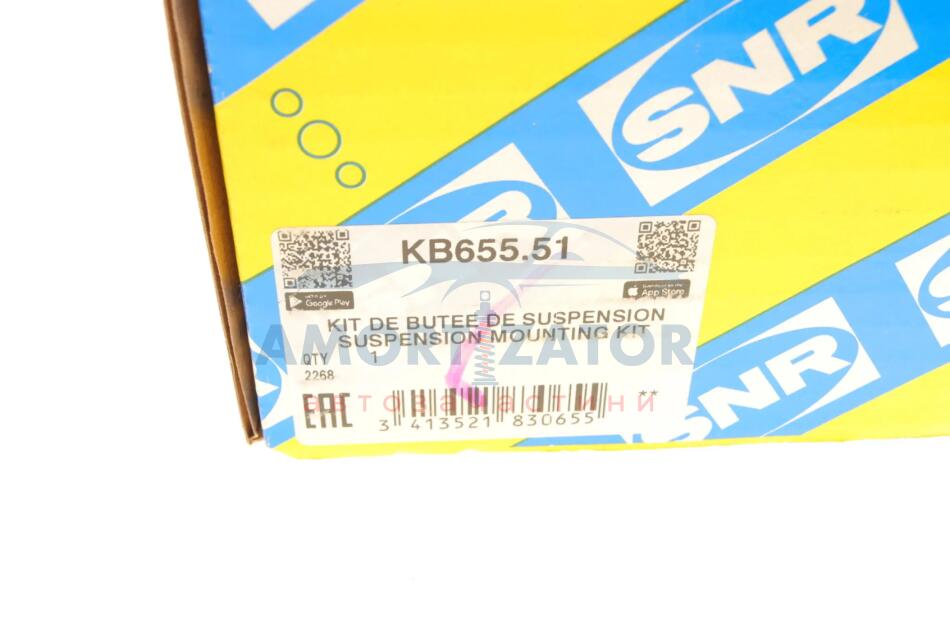 SNR
KB655.51
Google Play
App Store
KIT DE BUTEE DE SUSPENSION
SUSPENSION MOUNTING KIT
AMORTIZATOR
QTY 1
2268
автозапчастини
EAC
**
3 413521 830655
SNR